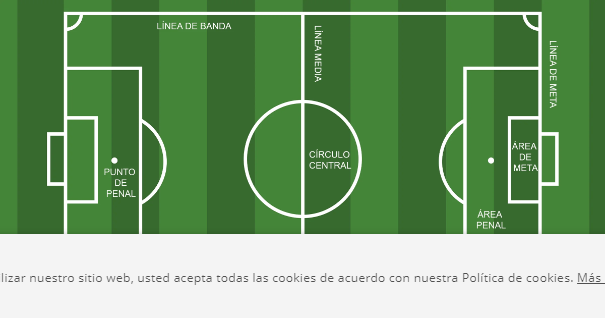 LÍNEA DE BANDA
LÍNEA MEDIA
LÍNEA DE META
CÍRCULO
CENTRAL
ÁREA
DE
META
PUNTO
DE
PENAL
ÁREA
PENAL
lizar nuestro sitio web, usted acepta todas las cookies de acuerdo con nuestra Política de cookies. Más